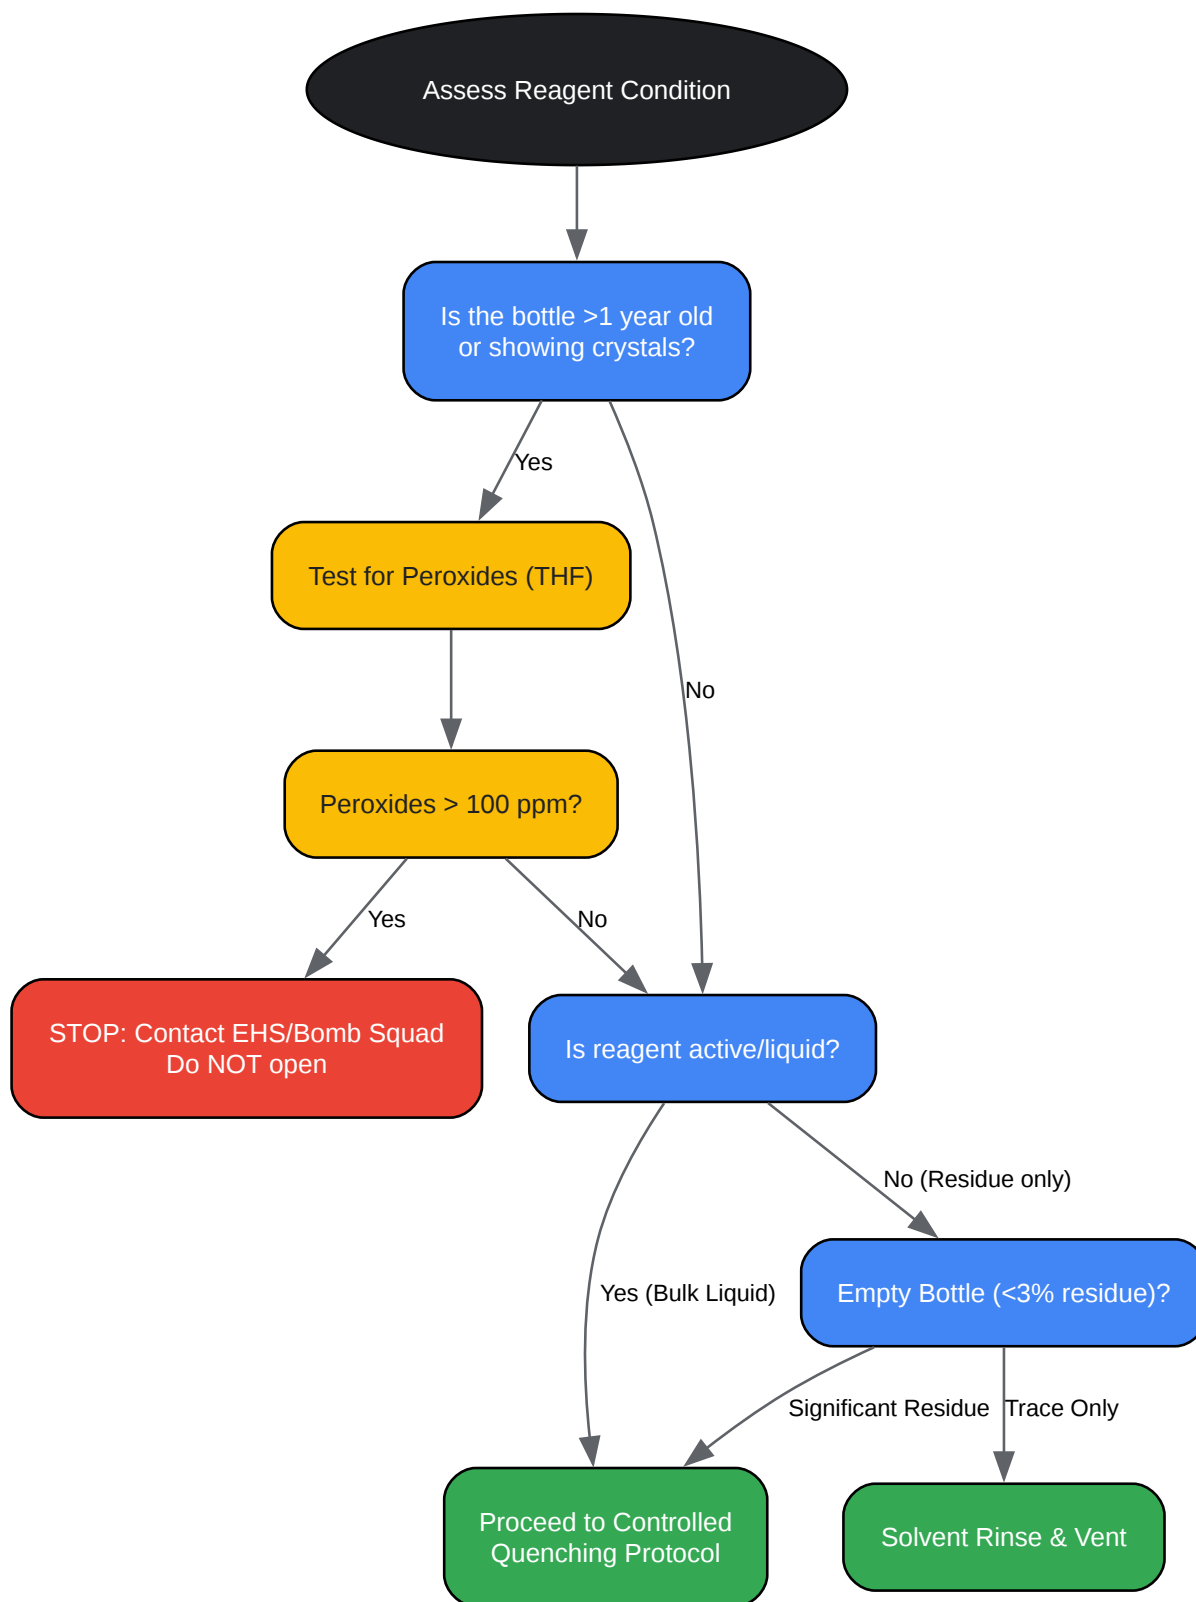 Assess Reagent Condition
Is the bottle >1 year old
or showing crystals?
Yes
Test for Peroxides (THF)
No
Peroxides > 100 ppm?
Yes
No
STOP: Contact EHS/Bomb Squad
Do NOT open
Is reagent active/liquid?
No (Residue only)
Yes (Bulk Liquid)
Empty Bottle (<3% residue)?
Significant Residue
Trace Only
Proceed to Controlled
Quenching Protocol
Solvent Rinse & Vent